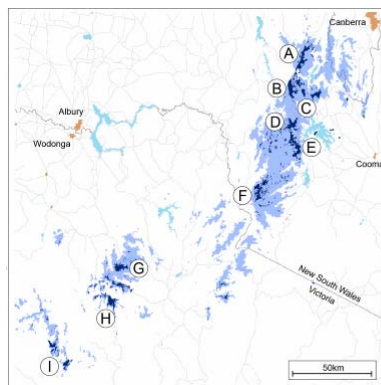 Canberra
A
B
Albury
C
D
Wodonga
E
Cooma
F
G
New South Wales
Victoria
H
I
50km